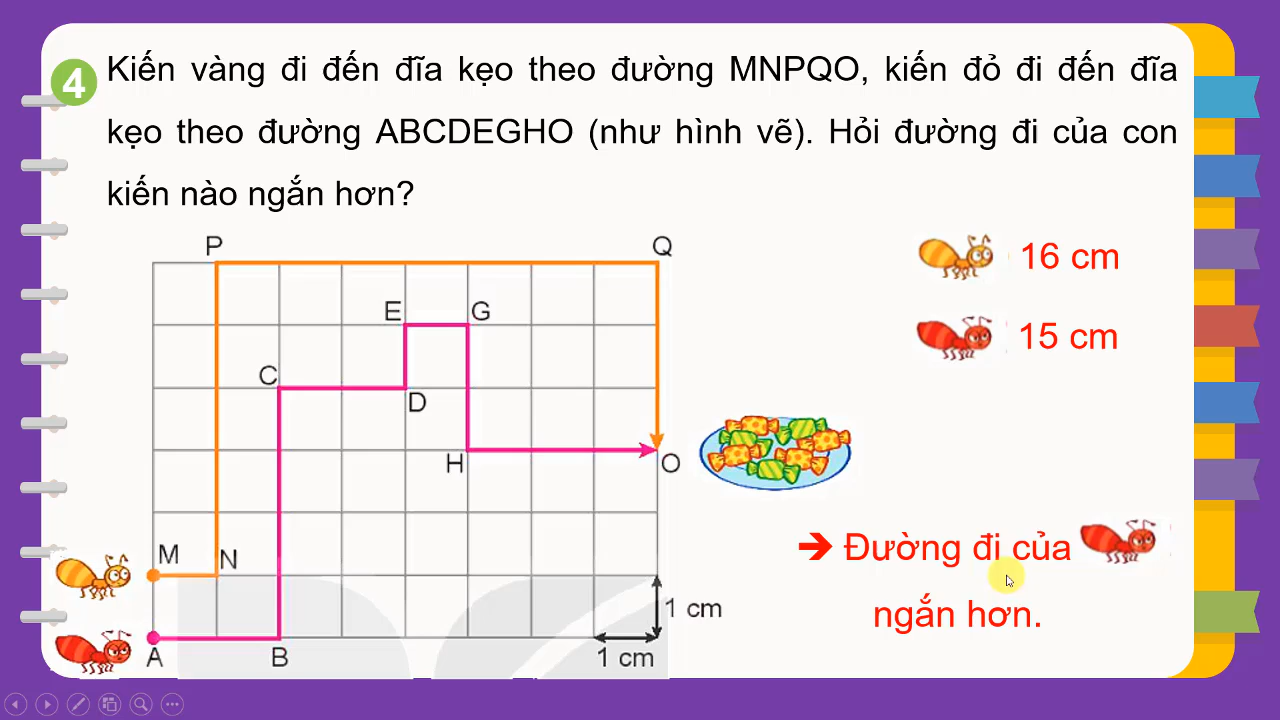 4 Kiến vàng đi đến đĩa kẹo theo đường MNPQO, kiến đỏ đi đến đĩa
kẹo theo đường ABCDEGHO (như hình vẽ). Hỏi đường đi của con
kiến nào ngắn hơn?
P
Q
16 cm
E
G
15 cm
C
D
H
O
M
N
➔ Đường đi của
ngắn hơn.
1 cm
A
B
1 cm